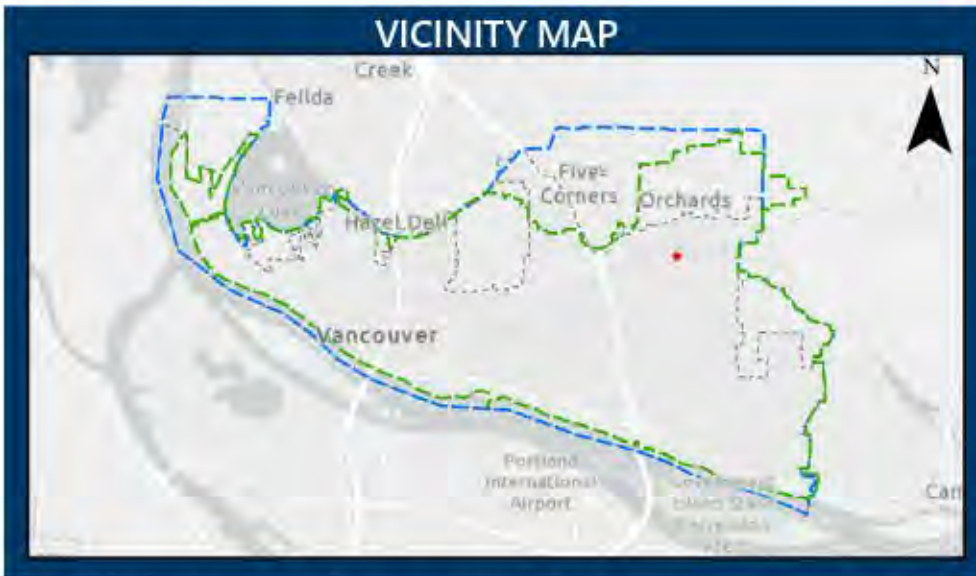 VICINITY MAP
N
Creek
Felida
Five-
Corners
Orchards
Hazel Dell
Vancouver
Portland
International
Airport